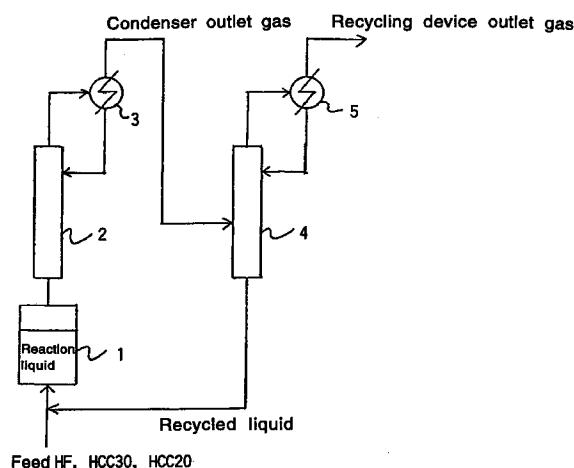 Condenser outlet gas
Recycling device outlet gas
3
5
2
4
Reaction
liquid
1
Recycled liquid
Feed HF, HCC30, HCC20